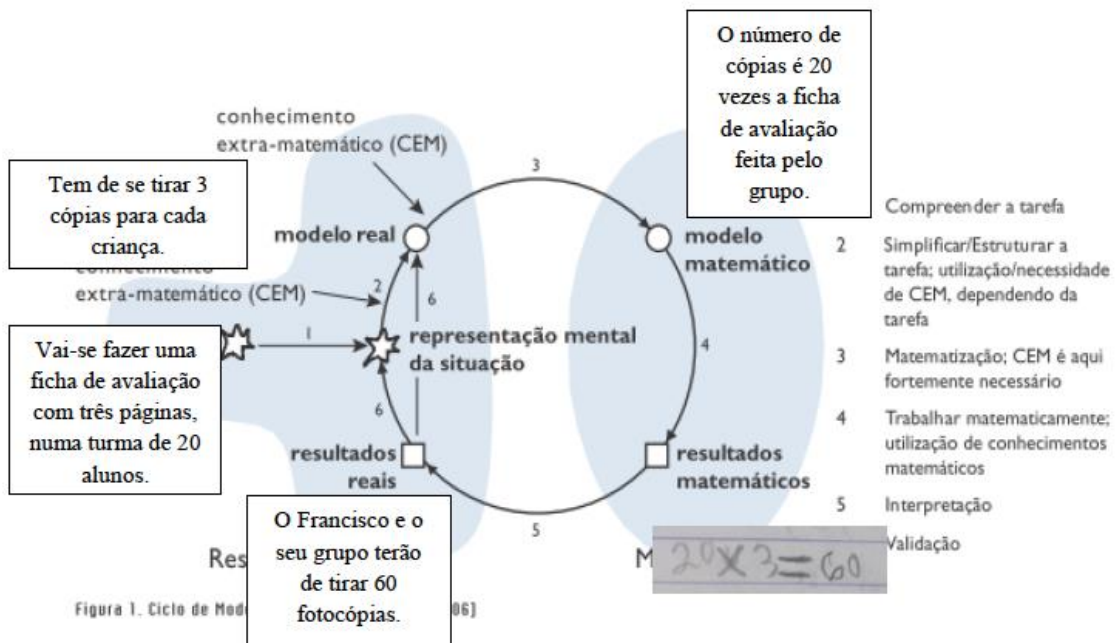 O número de
cópias é 20
vezes a ficha
de avaliação
feita pelo
grupo.
conhecimento
extra-matemático (CEM)
Tem de se tirar 3
cópias para cada
criança.
modelo real
3
modelo
matemático
conhecimento
extra-matemático (CEM)
2
6
1
representação mental
da situação
4
Vai-se fazer uma
ficha de avaliação
com três páginas,
numa turma de 20
alunos.
6
resultados
reais
resultados
matemáticos
5
O Francisco e o
seu grupo terão
de tirar 60
fotocópias.
Res
M
20x3=60
Compreender a tarefa
2 Simplificar/Estruturar a
tarefa; utilização/necessidade
de CEM, dependendo da
tarefa
3 Matematização; CEM é aqui
fortemente necessário
4 Trabalhar matematicamente;
utilização de conhecimentos
matemáticos
5 Interpretação
Validação
Figura 1. Ciclo de Mod
06)